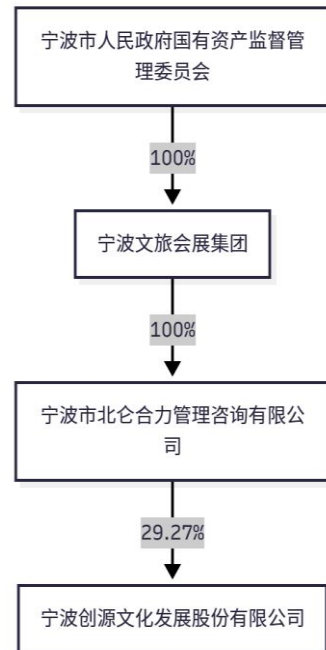 宁波市人民政府国有资产监督管
理委员会
100%
宁波文旅会展集团
100%
宁波市北仑合力管理咨询有限公
司
29.27%
宁波创源文化发展股份有限公司